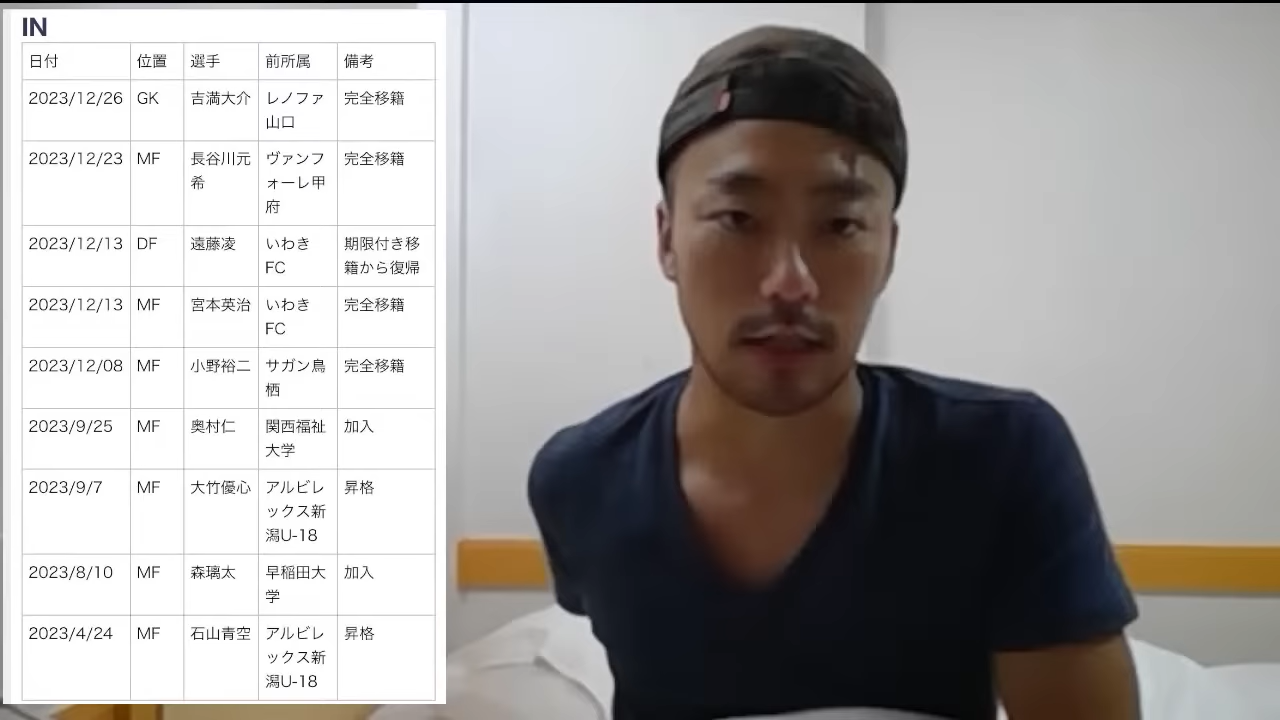 IN
日付 位置 選手 前所属 備考
2023/12/26 GK 吉満大介 レノファ 完全移籍
山口
2023/12/23 MF 長谷川元 ヴァンフ 完全移籍
希 ォーレ甲
府
2023/12/13 DF 遠藤凌 いわき 期限付き移
FC 籍から復帰
2023/12/13 MF 宮本英治 いわき 完全移籍
FC
2023/12/08 MF 小野裕二 サガン鳥 完全移籍
栖
2023/9/25 MF 奥村仁 関西福祉 加入
大学
2023/9/7 MF 大竹優心 アルビレ 昇格
ックス新
潟U-18
2023/8/10 MF 森璃太 早稲田大 加入
学
2023/4/24 MF 石山青空 アルビレ 昇格
ックス新
潟U-18